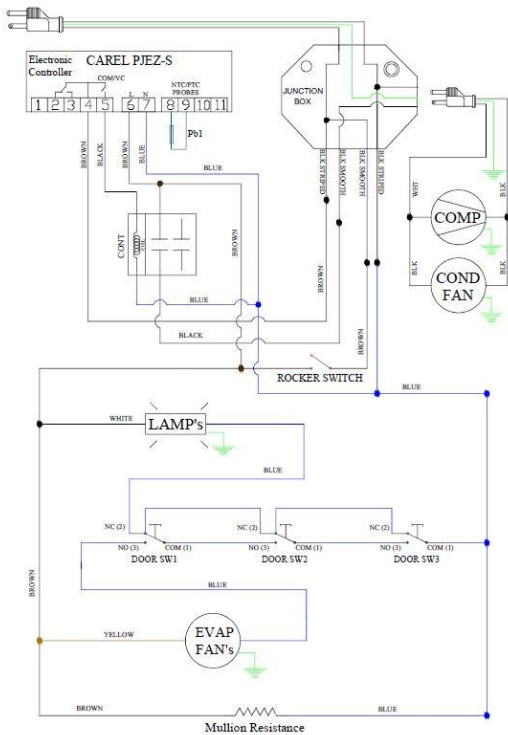 Electronic Controller
CAREL PJEZ-S
COM/VC
L N
NTC/PTC PROBES
1 2 3 4 5 6 7 8 9 10 11
Pb1
JUNCTION BOX
BROWN
BLACK
BROWN
BLUE
BLUE
BLK STRIPED
BLK SMOOTH
BLK SMOOTH
BLK STRIPED
WHT
BLK
COMP
BLK
BLK
COND FAN
CONT
COIL
BROWN
BROWN
BLUE
BROWN
BLACK
BROWN
ROCKER SWITCH
BLUE
WHITE
LAMP's
BLUE
NC (2)
NO (3)
COM (1)
DOOR SW1
NC (2)
NO (3)
COM (1)
DOOR SW2
NC (2)
NO (3)
COM (1)
DOOR SW3
BROWN
BLUE
YELLOW
EVAP FAN's
BROWN
BLUE
Mullion Resistance